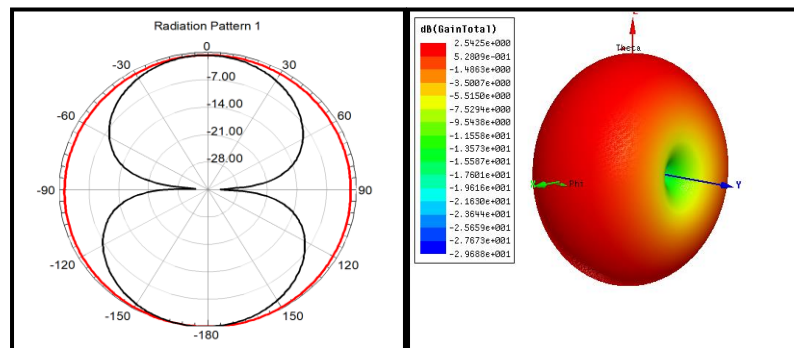 Radiation Pattern 1
0
-30
30
-7.00
-60
-14.00
60
-21.00
-28.00
-90
90
-120
120
-150
150
-180
dB(GainTotal)
2.5425e+000
5.2809e-001
-1.4863e+000
-3.5007e+000
-5.5150e+000
-7.5294e+000
-9.5438e+000
-1.1558e+001
-1.3573e+001
-1.5587e+001
-1.7601e+001
-1.9616e+001
-2.1630e+001
-2.3644e+001
-2.5659e+001
-2.7673e+001
-2.9688e+001
Theta
Phi
Y